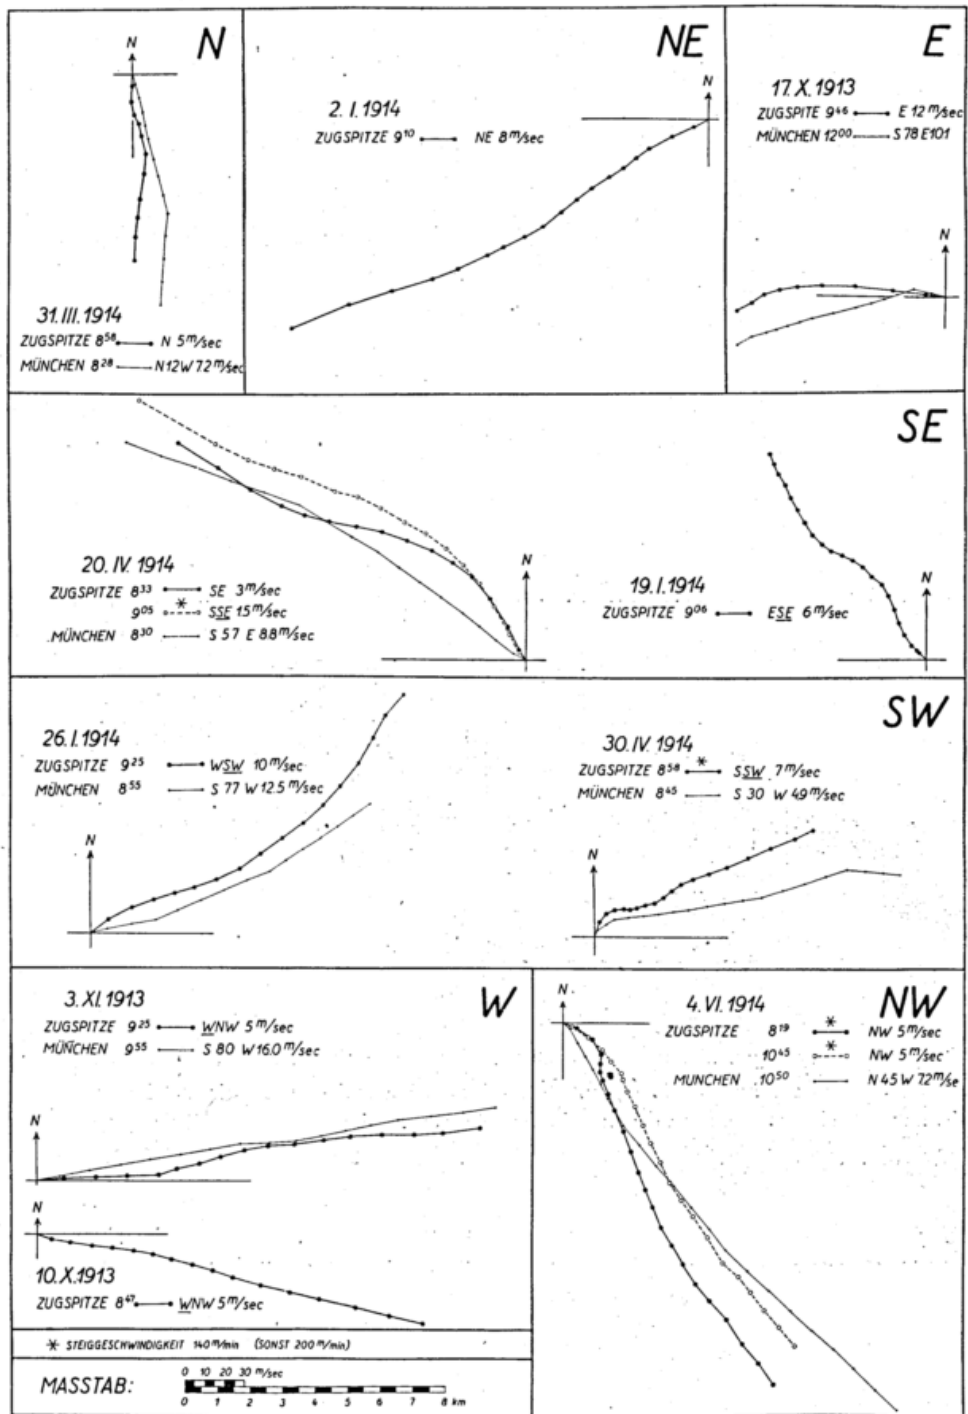 N
N
31. III. 1914
ZUGSPITZE 8⁵⁸ N 5 m/sec
MÜNCHEN 8²⁸ N 12 W 7.2 m/sec
NE
N
2. I. 1914
ZUGSPITZE 9¹⁰ NE 8 m/sec
E
17. X. 1913
ZUGSPITE 9⁴⁶ E 12 m/sec
MÜNCHEN 12⁰⁰ S 78 E 10.1
N
SE
20. IV. 1914
ZUGSPITZE 8³³ SE 3 m/sec
9⁰⁵ * SSE 1.5 m/sec
MÜNCHEN 8³⁰ S 57 E 8.8 m/sec
N
19. I. 1914
ZUGSPITZE 9⁰⁶ ESE 6 m/sec
N
SW
26. I. 1914
ZUGSPITZE 9²⁵ WSW 10 m/sec
MÜNCHEN 8⁵⁵ S 77 W 12.5 m/sec
N
30. IV. 1914
ZUGSPITZE 8⁵⁸ * SSW 7 m/sec
MÜNCHEN 8⁴⁵ S 30 W 4.9 m/sec
N
W
3. XI. 1913
ZUGSPITZE 9²⁵ WNW 5 m/sec
MÜNCHEN 9⁵⁵ S 80 W 16.0 m/sec
N
N
10. X. 1913
ZUGSPITZE 8⁴⁷ WNW 5 m/sec
NW
N
4. VI. 1914
ZUGSPITZE 8¹⁹ * NW 5 m/sec
10⁴⁵ * NW 5 m/sec
MÜNCHEN 10⁵⁰ N 45 W 7.2 m/se
* STEIGGESCHWINDIGKEIT 140 m/min (SONST 200 m/min)
MASSTAB:
0 10 20 30 m/sec
0 1 2 3 4 5 6 7 8 km